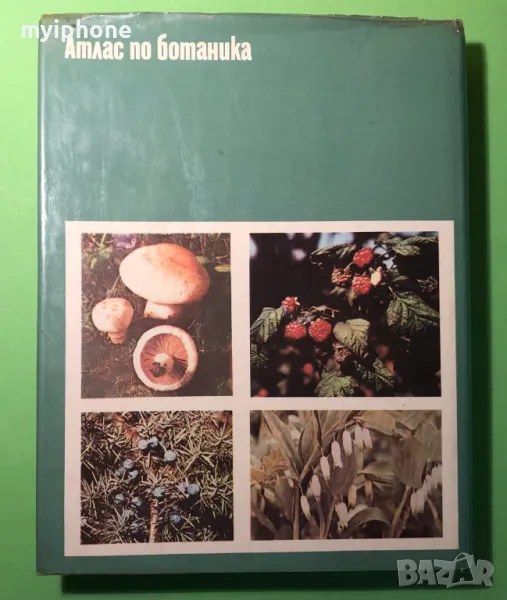 myiphone
Атлас по ботаника
BAZAR